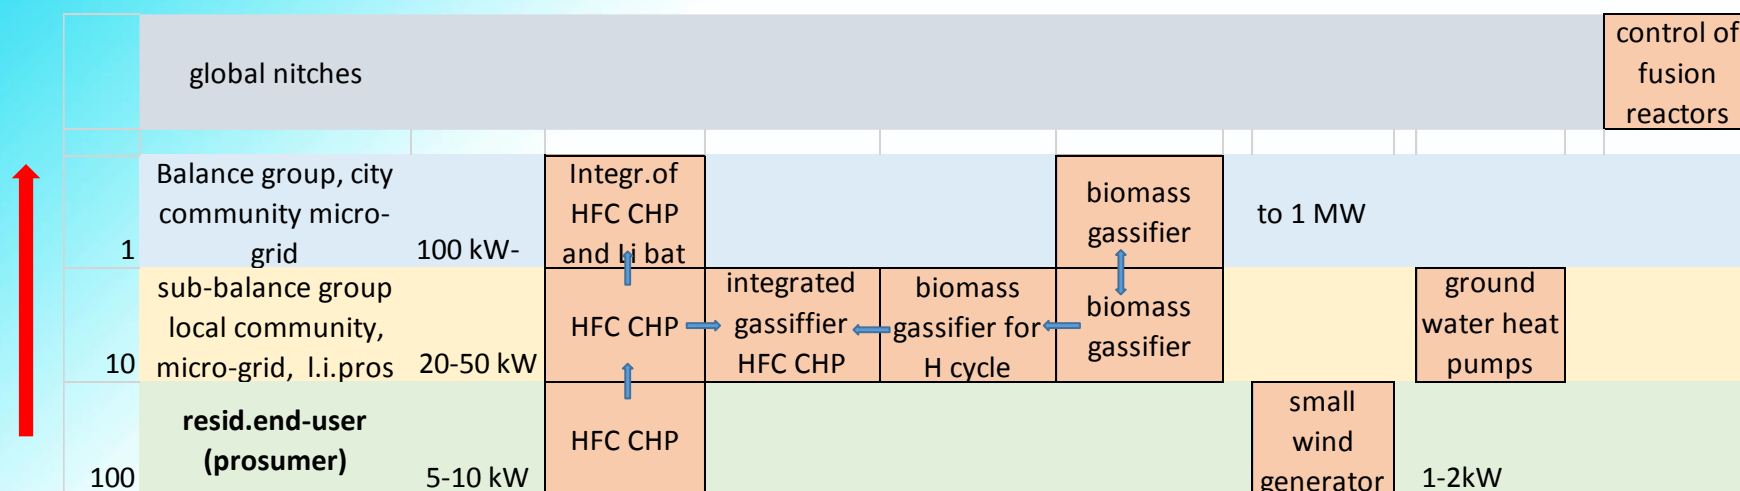 control of
fusion
reactors
global nitches
Balance group, city
community micro-
grid
1
100 kW-
Integr.of
HFC CHP
and Li bat
biomass
gassifier
to 1 MW
sub-balance group
local community,
micro-grid,  l.i.pros
10
20-50 kW
HFC CHP
integrated
gassiffier
HFC CHP
biomass
gassifier for
H cycle
biomass
gassifier
ground
water heat
pumps
resid.end-user
(prosumer)
100
5-10 kW
HFC CHP
small
wind
generator
1-2kW